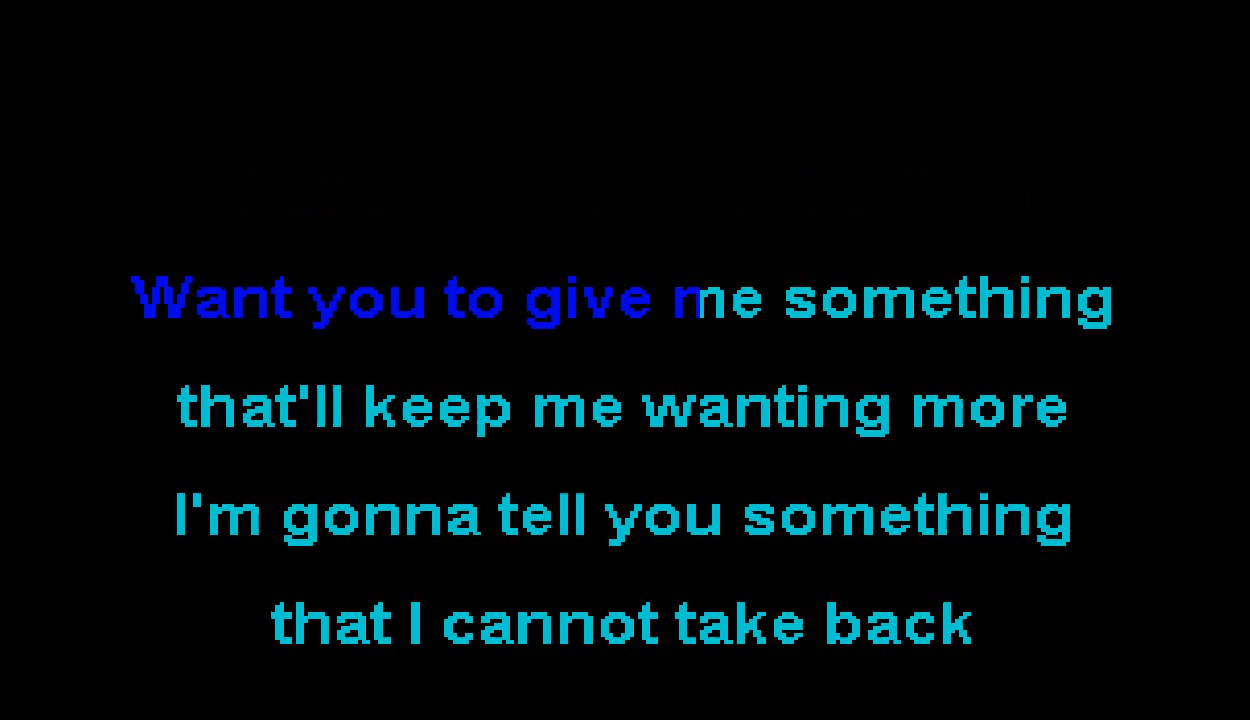 Want you to give me something
that'll keep me wanting more
I'm gonna tell you something
that I cannot take back